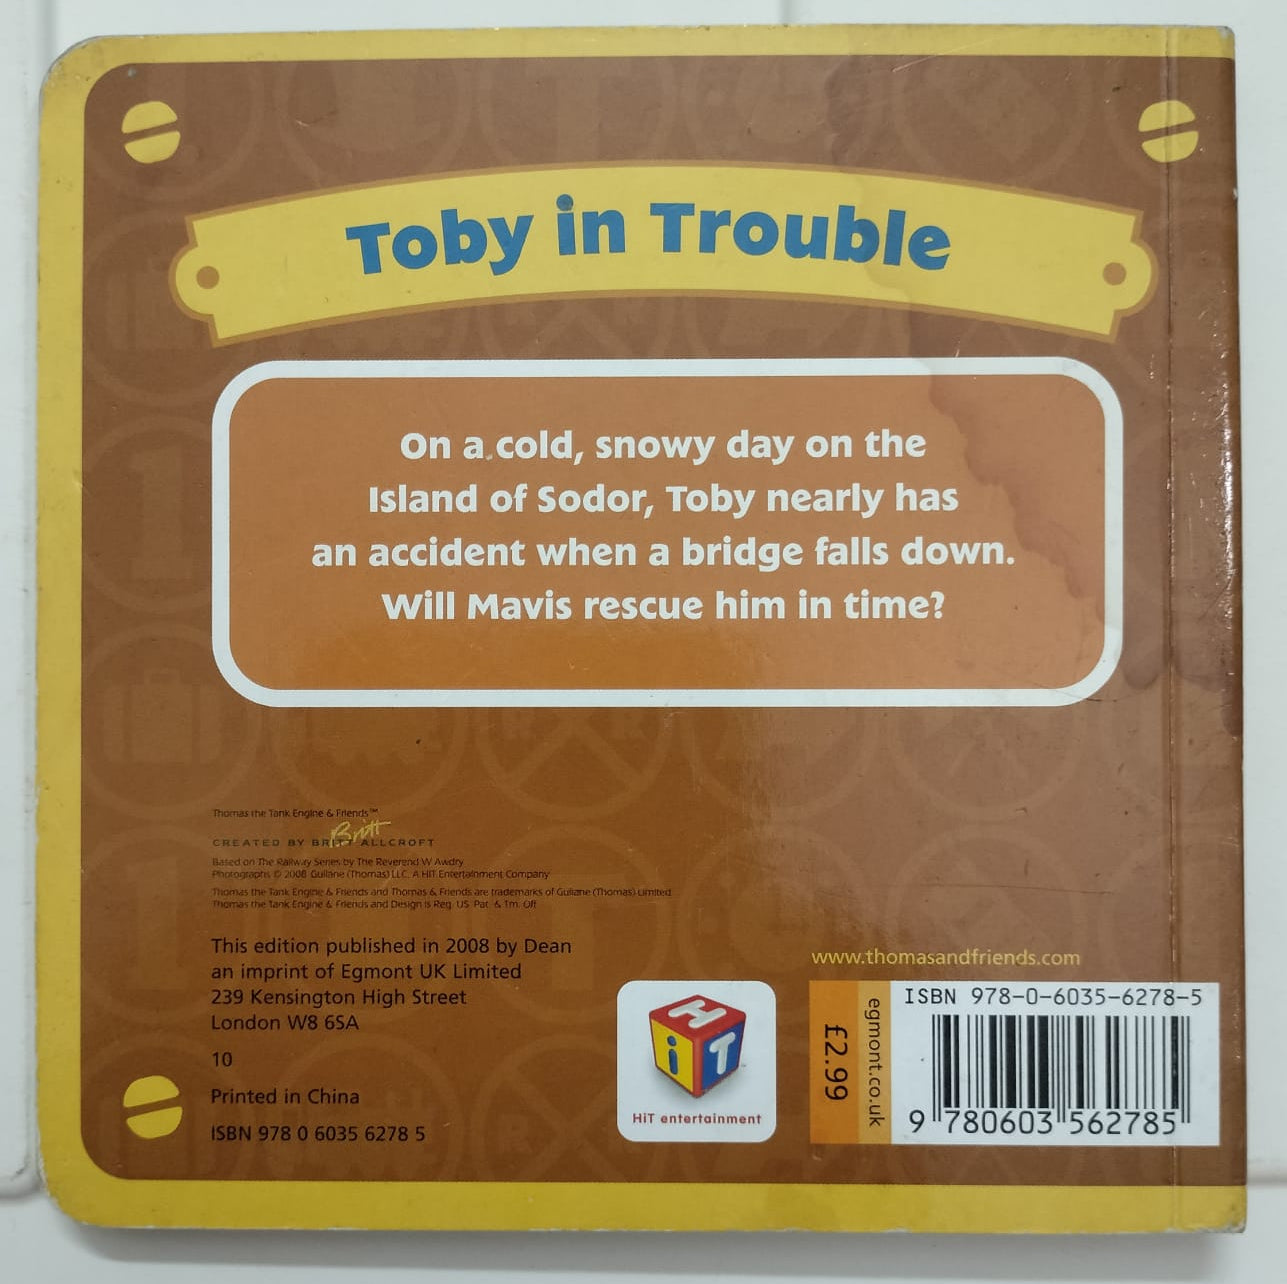 Toby in Trouble
On a cold, snowy day on the
Island of Sodor, Toby nearly has
an accident when a bridge falls down.
Will Mavis rescue him in time?
Thomas the Tank Engine & Friends™
Britt
CREATED BY BRITT ALLCROFT
Based on The Railway Series by The Reverend W Awdry
Photographs © 2008 Gullane (Thomas) LLC. A HIT Entertainment Company
Thomas the Tank Engine & Friends and Thomas & Friends are trademarks of Gullane (Thomas) Limited
Thomas the Tank Engine & Friends and Design is Reg. US. Pat. & Tm. Off
This edition published in 2008 by Dean
an imprint of Egmont UK Limited
239 Kensington High Street
London W8 6SA
10
Printed in China
ISBN 978 0 6035 6278 5
HiT
HiT entertainment
www.thomasandfriends.com
£2.99
egmont.co.uk
ISBN 978-0-6035-6278-5
9 780603 562785